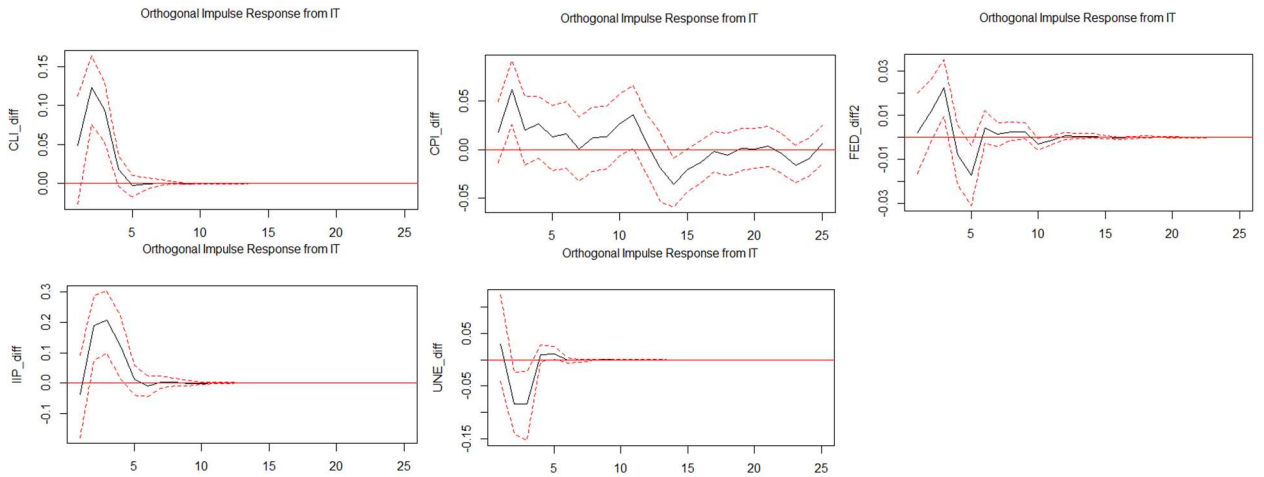 Orthogonal Impulse Response from IT
CLI_diff
0.15
0.10
0.05
0.00
5 10 15 20 25
Orthogonal Impulse Response from IT
CPI_diff
0.05
0.00
-0.05
5 10 15 20 25
Orthogonal Impulse Response from IT
FED_diff2
0.03
0.01
-0.01
-0.03
5 10 15 20 25
Orthogonal Impulse Response from IT
IIP_diff
0.3
0.2
0.1
0.0
-0.1
5 10 15 20 25
Orthogonal Impulse Response from IT
UNE_diff
0.05
-0.05
-0.15
5 10 15 20 25